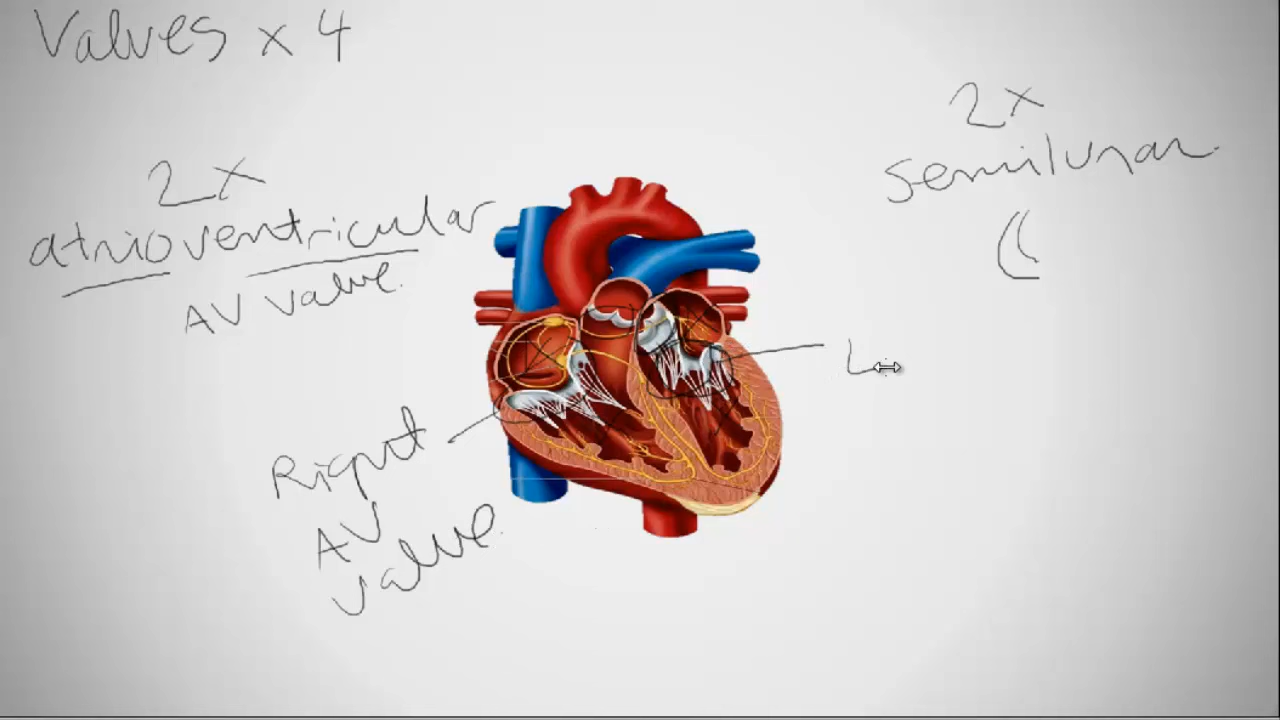 Valves x 4
2x
atrioventricular
AV valve.
2x
semilunar
Right
AV
valve
L